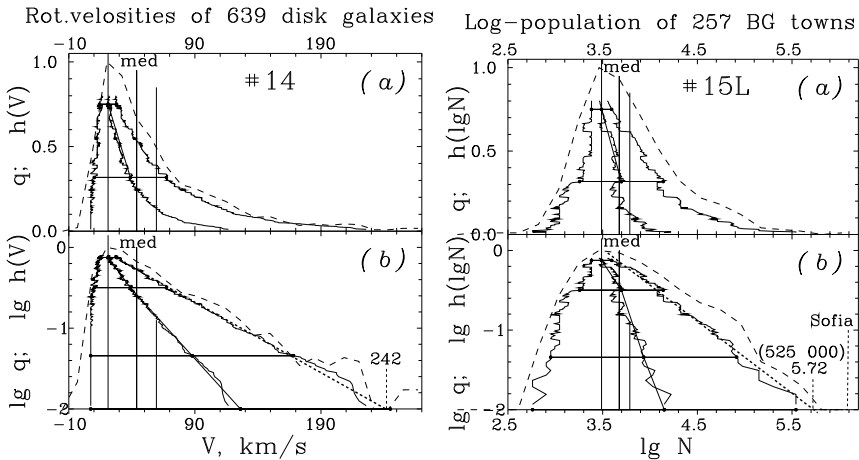 Rot.velosities of 639 disk galaxies
-10 90 190
med
#14
(a)
q; h(V)
1.0
0.5
0.0
med
(b)
lg q; lg h(V)
0
-1
-2
242
-10 90 190
V, km/s
Log-population of 257 BG towns
2.5 3.5 4.5 5.5
med
#15L
(a)
q; h(lgN)
1.0
0.5
0.0
med
(b)
lg q; lg h(lgN)
0
-1
-2
Sofia
(525 000)
5.72
2.5 3.5 4.5 5.5
lg N